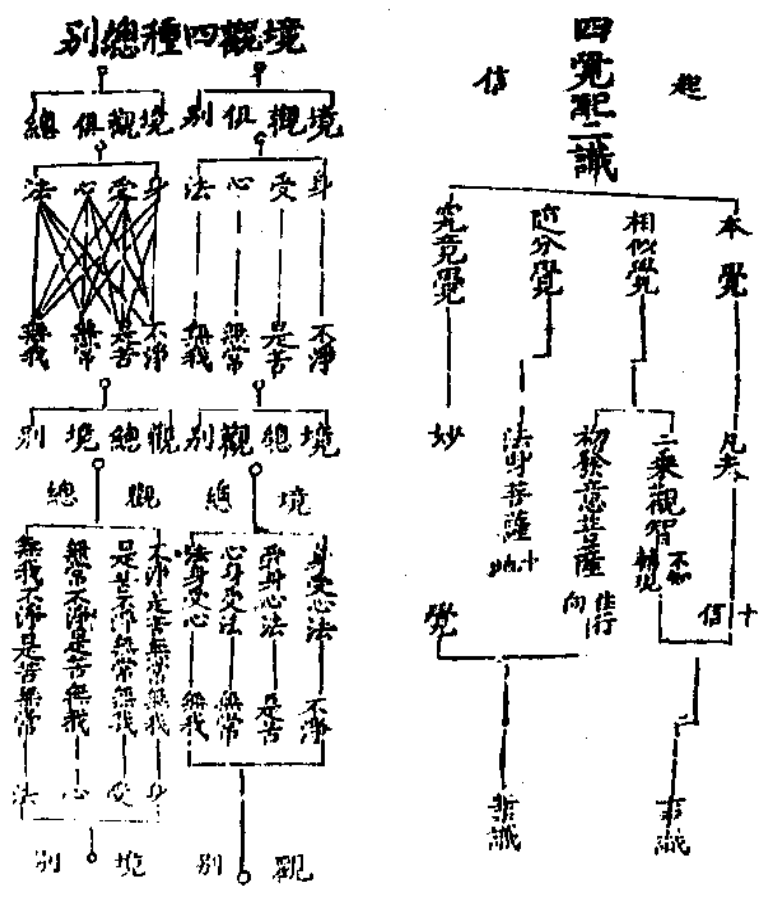 四覺配二識
起信
本覺
相似覺
隨分覺
究竟覺
凡夫
二乘觀智
不知
初發意菩薩
法身菩薩
妙
十信
住行
向
十地
覺
事識
業識
境觀四種總別
境觀俱別
境觀俱總
身受心法
身受心法
不淨
是苦
無常
無我
不淨
是苦
無常
無我
境總觀別
觀總境別
境總
觀總
身受心法
受身心法
心身受法
法身受心
不淨是苦無常無我
是苦不淨無常無我
無常不淨是苦無我
無我不淨是苦無常
不淨
是苦
無常
無我
身受心法
觀別
境別